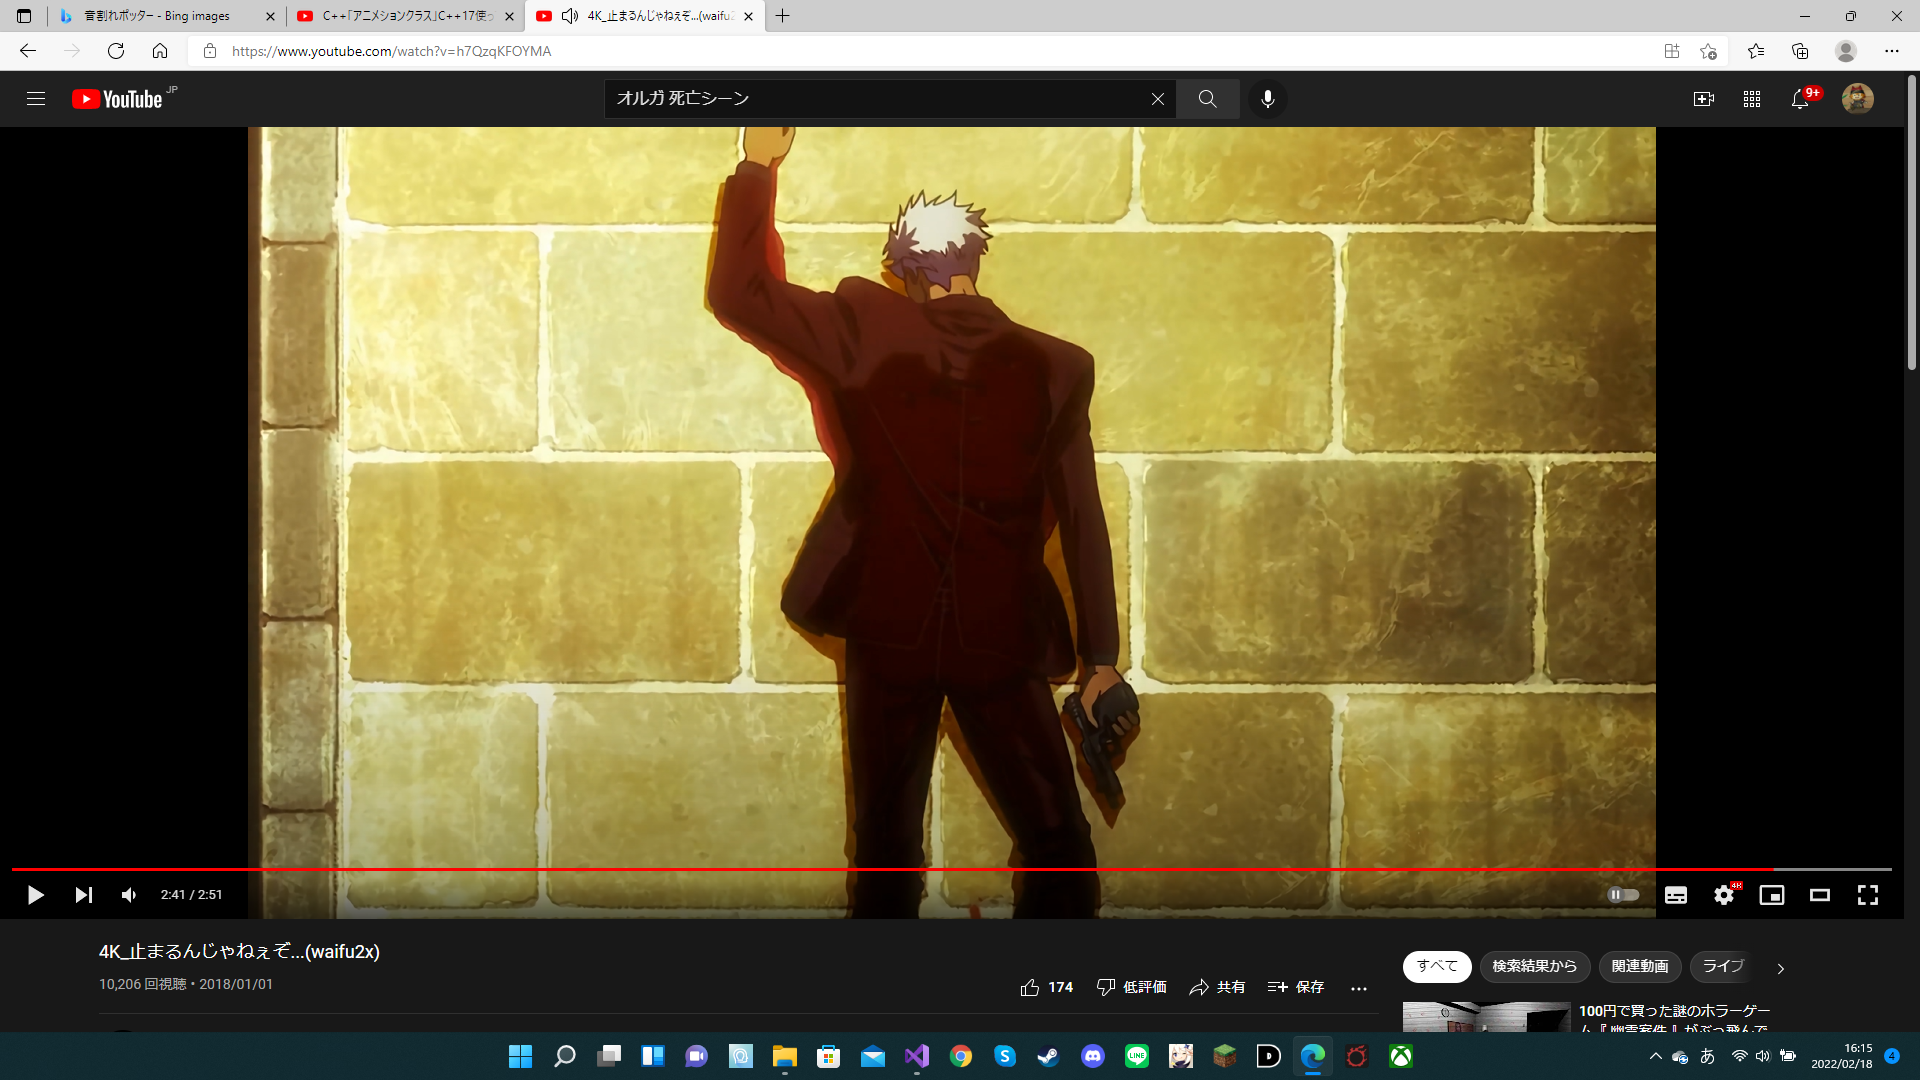 音割れポッター - Bing images
C++「アニメションクラス」C++17使っ
4K_止まるんじゃねぇぞ...(waifu2
https://www.youtube.com/watch?v=h7QzqKFOYMA
YouTube JP
オルガ 死亡シーン
9+
2:41 / 2:51
4K
4K_止まるんじゃねぇぞ...(waifu2x)
10,206 回視聴・2018/01/01
174
低評価
共有
保存
すべて
検索結果から
関連動画
ライブ
100円で買った謎のホラーゲー
ム『 幽霊案件 』がぶっ飛んで
LINE
あ
16:15
2022/02/18
4